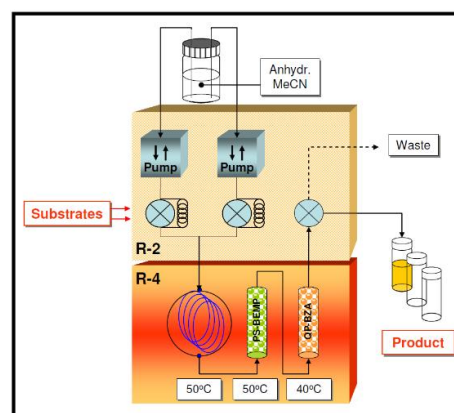 Anhydr.
MeCN
Pump
Pump
Waste
Substrates
R-2
R-4
PS-BEMP
QP-BZA
Product
50ºC
50ºC
40ºC